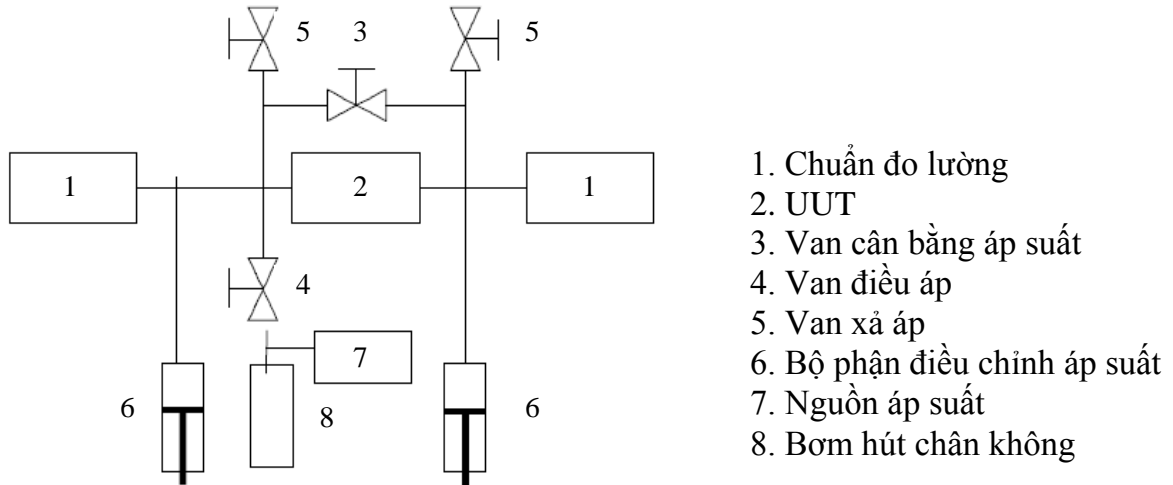 5
3
5
1
2
1
4
7
6
8
6
1. Chuẩn đo lường
2. UUT
3. Van cân bằng áp suất
4. Van điều áp
5. Van xả áp
6. Bộ phận điều chỉnh áp suất
7. Nguồn áp suất
8. Bơm hút chân không